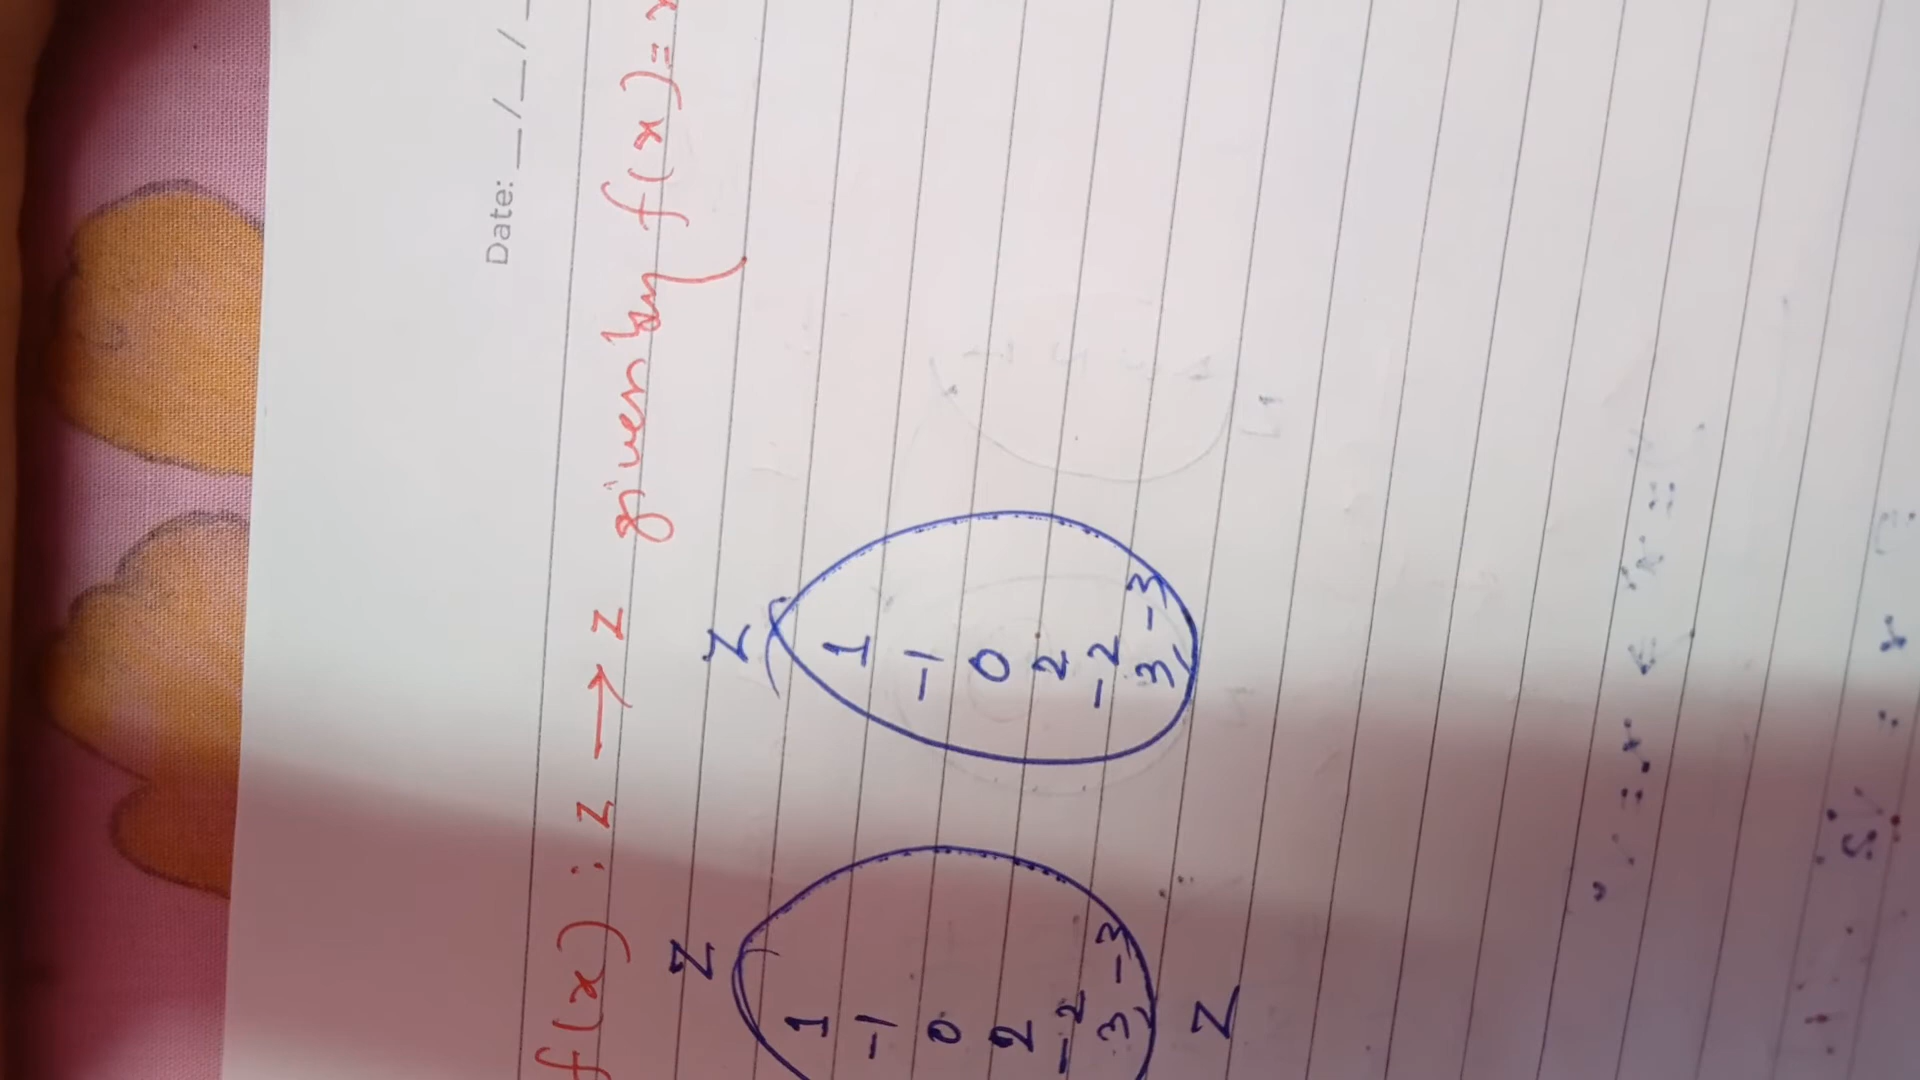 Date: __/__/
f(x) : Z → Z given by f(x) =
Z Z
1 1
-1 -1
0 0
2 2
-2 -2
3, -3 3, -3
Z